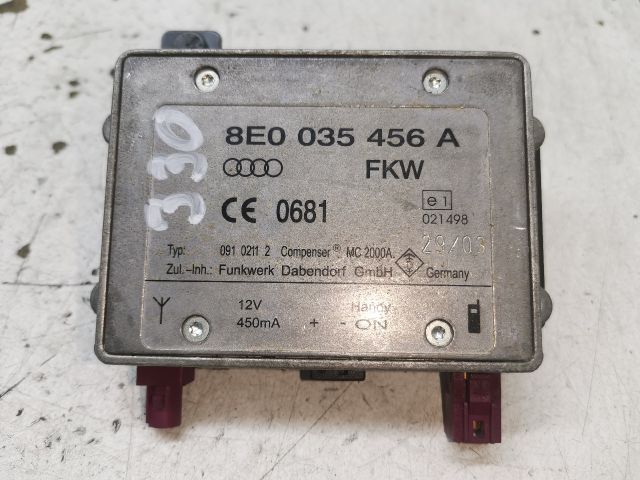 330
8E0 035 456 A
FKW
CE 0681
e1
021498
Typ: 091 0211 2 Compenser® MC 2000A. 29/03
Zul.-Inh.: Funkwerk Dabendorf GmbH Germany
12V Handy
450mA + - ON